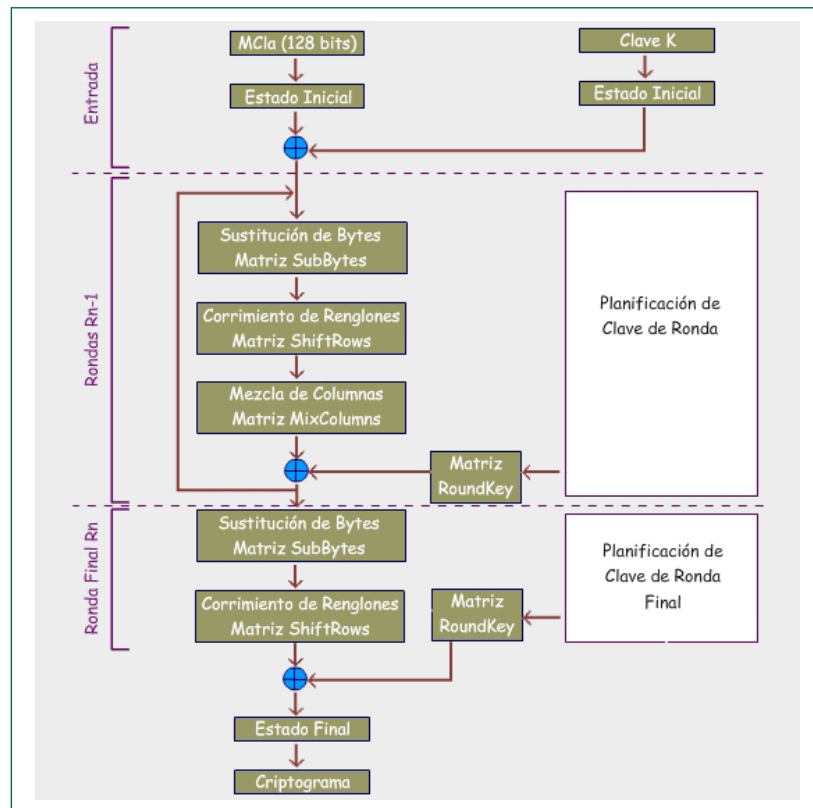 MCla (128 bits)
Clave K
Estado Inicial
Estado Inicial
Entrada
Sustitución de Bytes
Matriz SubBytes
Corrimiento de Renglones
Matriz ShiftRows
Mezcla de Columnas
Matriz MixColumns
Matriz
RoundKey
Planificación de
Clave de Ronda
Rondas Rn-1
Sustitución de Bytes
Matriz SubBytes
Corrimiento de Renglones
Matriz ShiftRows
Matriz
RoundKey
Planificación de
Clave de Ronda
Final
Ronda Final Rn
Estado Final
Criptograma